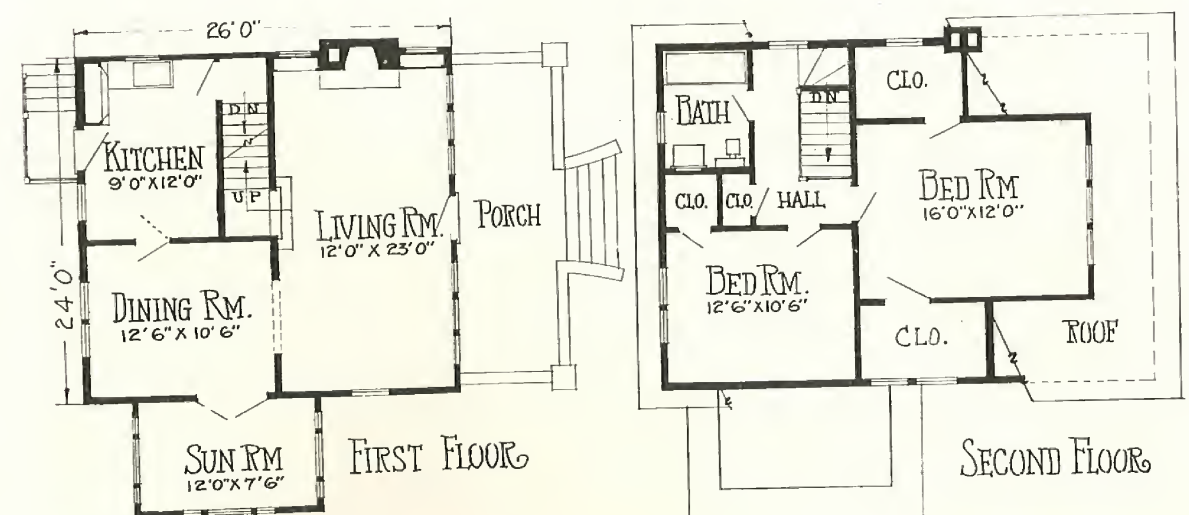 26'0"
24'0"
KITCHEN
9'0"X12'0"
DN
UP
LIVING RM.
12'0" X 23'0"
PORCH
DINING RM.
12'6" X 10'6"
SUN RM
12'0"X7'6"
FIRST FLOOR
BATH
CLO.
CLO.
HALL
DN
CLO.
BED RM
16'0"X12'0"
BED RM.
12'6"X10'6"
CLO.
ROOF
SECOND FLOOR